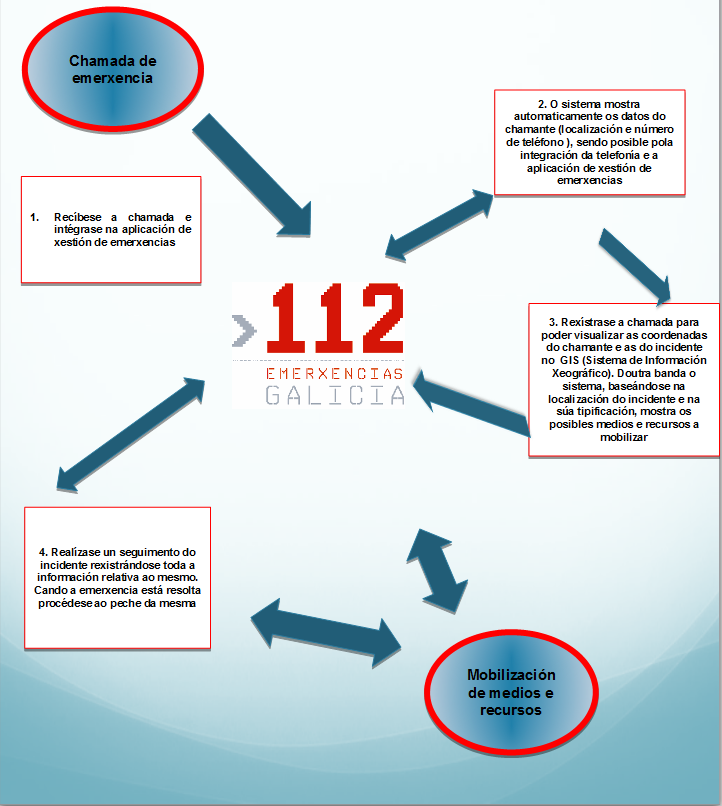 Chamada de
emerxencia
1. Recíbese a chamada e
intégrase na aplicación de
xestión de emerxencias
2. O sistema mostra
automaticamente os datos do
chamante (localización e número
de teléfono ), sendo posible pola
integración da telefonía e a
aplicación de xestión de
emerxencias
>112
EMERXENCIAS
GALICIA
3. Rexístrase a chamada para
poder visualizar as coordenadas
do chamante e as do incidente
no GIS (Sistema de Información
Xeográfico). Doutra banda o
sistema, baseándose na
localización do incidente e na
súa tipificación, mostra os
posibles medios e recursos a
mobilizar
4. Realízase un seguimento do
incidente rexistrándose toda a
información relativa ao mesmo.
Cando a emerxencia está resolta
procédese ao peche da mesma
Mobilización
de medios e
recursos